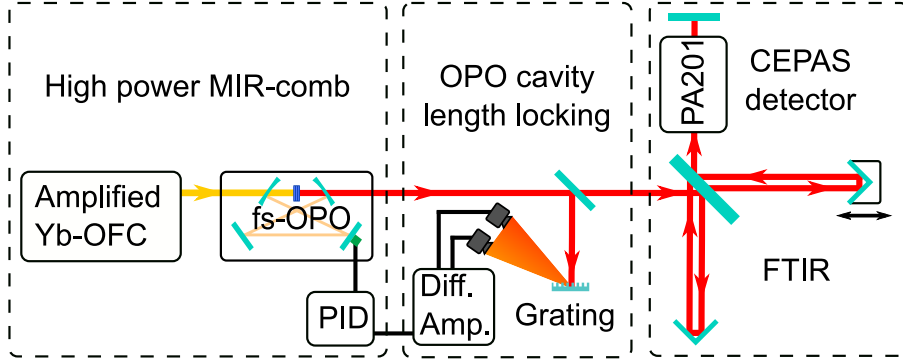 High power MIR-comb
Amplified
Yb-OFC
fs-OPO
PID
OPO cavity
length locking
Diff.
Amp.
Grating
PA201
CEPAS
detector
FTIR